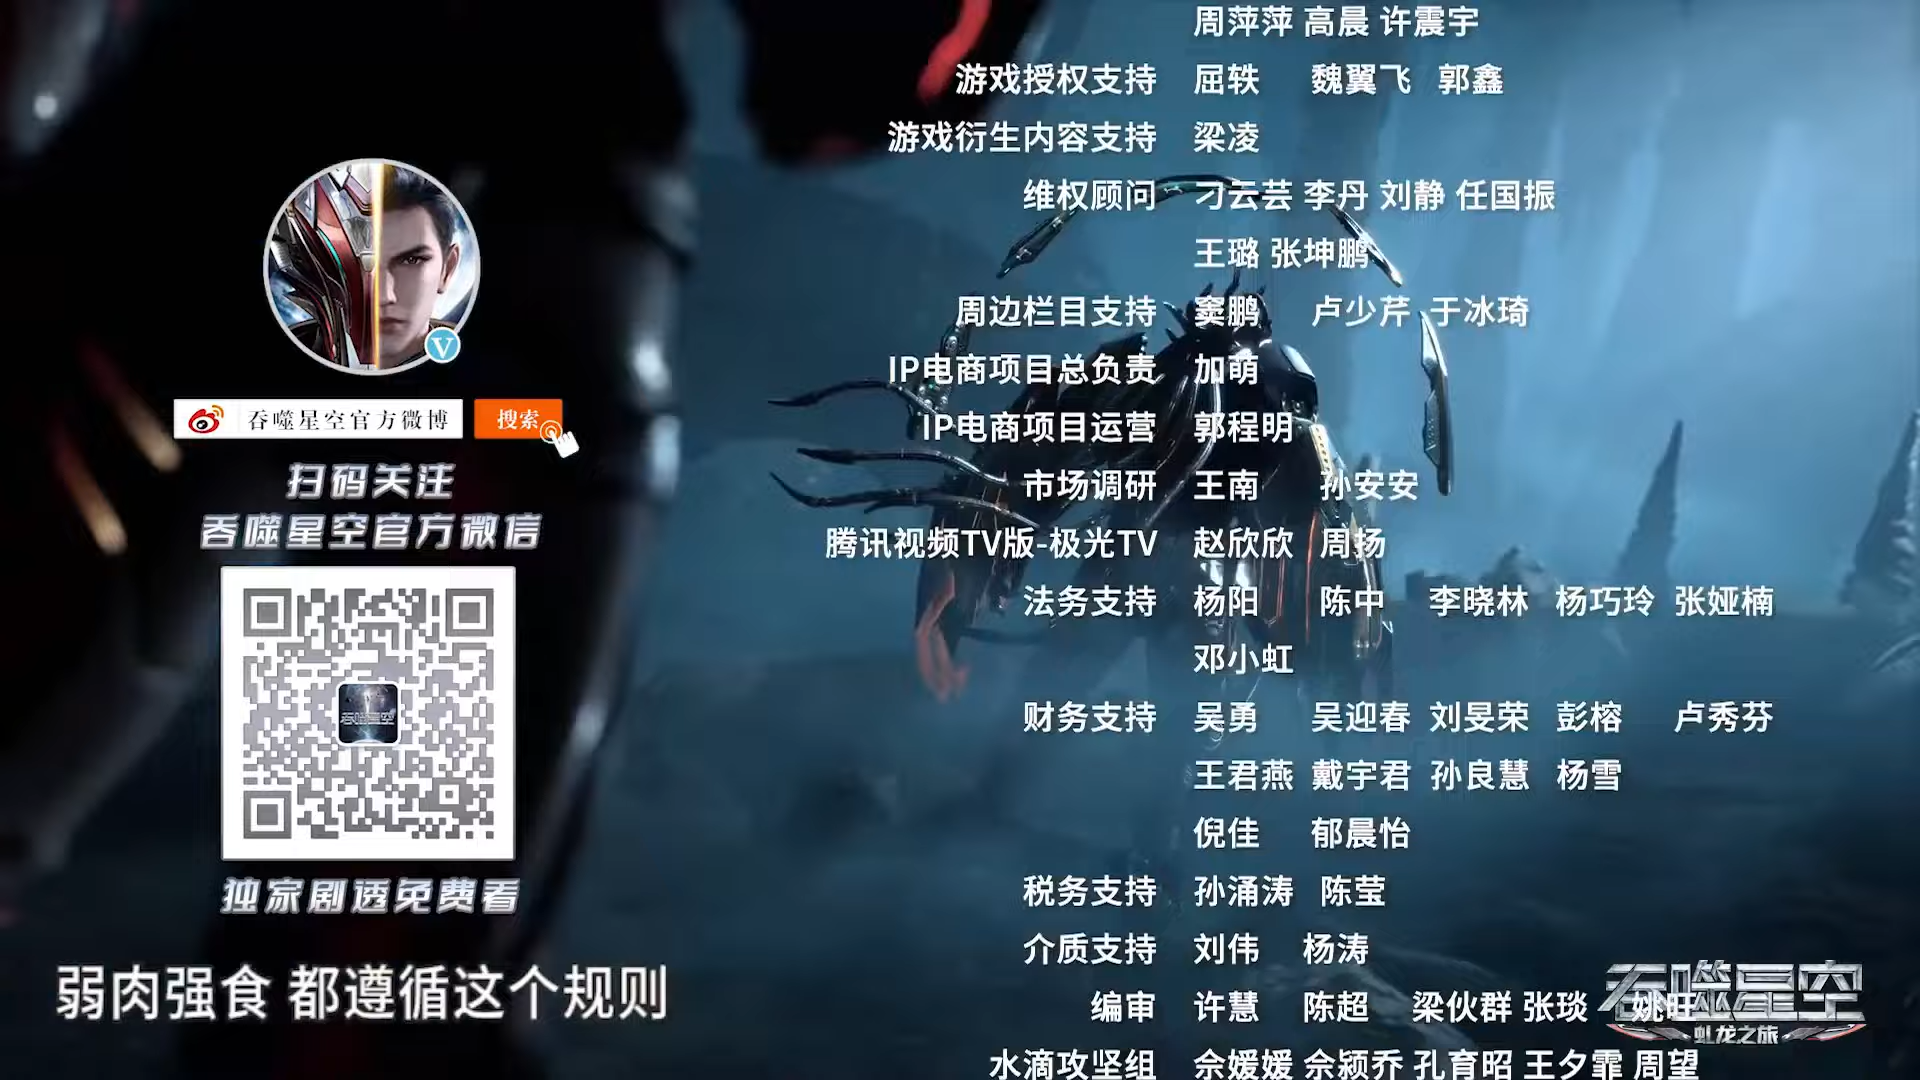 周萍萍 高晨 许震宇
游戏授权支持 屈轶 魏翼飞 郭鑫
游戏衍生内容支持 梁凌
维权顾问 刁云芸 李丹 刘静 任国振
王璐 张坤鹏
周边栏目支持 窦鹏 卢少芹 于冰琦
IP电商项目总负责 加萌
IP电商项目运营 郭程明
市场调研 王南 孙安安
腾讯视频TV版-极光TV 赵欣欣 周扬
法务支持 杨阳 陈中 李晓林 杨巧玲 张娅楠
邓小虹
财务支持 吴勇 吴迎春 刘旻荣 彭榕 卢秀芬
王君燕 戴宇君 孙良慧 杨雪
倪佳 郁晨怡
税务支持 孙涌涛 陈莹
介质支持 刘伟 杨涛
编审 许慧 陈超 梁伙群 张琰 姚旺
水滴攻坚组 佘媛媛 佘颍乔 孔育昭 王夕霏 周望
V
吞噬星空官方微博 搜索
扫码关注
吞噬星空官方微信
吞噬星空
独家剧透免费看
弱肉强食 都遵循这个规则
吞噬星空
虬龙之旅